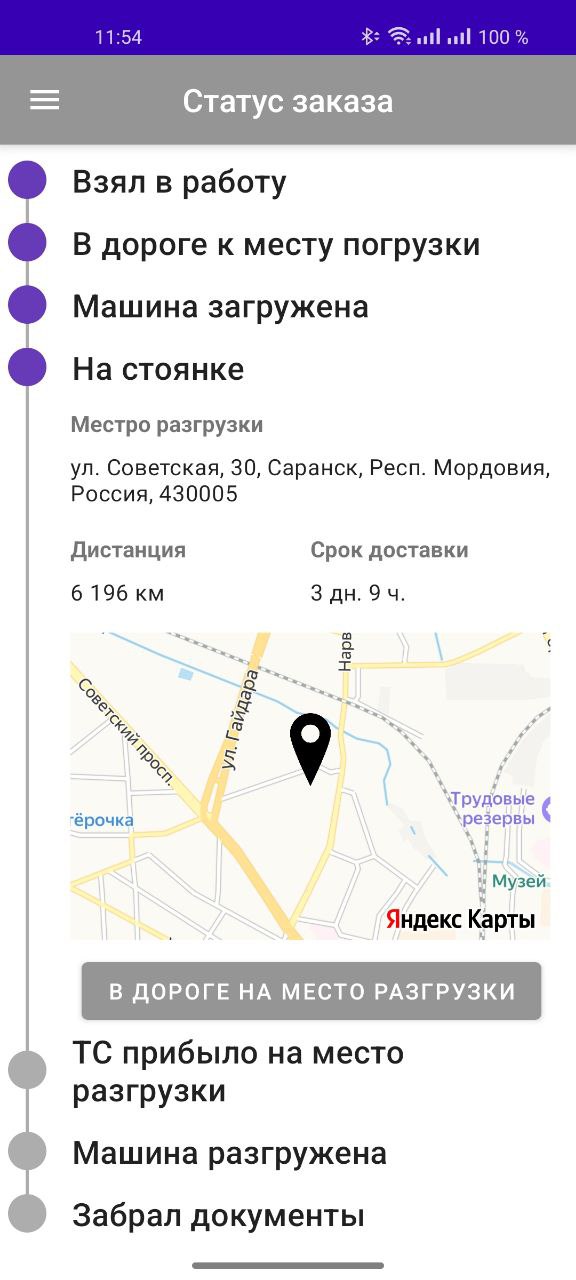 11:54
100 %
Статус заказа
Взял в работу
В дороге к месту погрузки
Машина загружена
На стоянке
Местро разгрузки
ул. Советская, 30, Саранск, Респ. Мордовия,
Россия, 430005
Дистанция
Срок доставки
6 196 км
3 дн. 9 ч.
Нарв
Советский просп.
ул. Гайдара
Трудовые
резервы
тёрочка
Музей
Яндекс Карты
В ДОРОГЕ НА МЕСТО РАЗГРУЗКИ
ТС прибыло на место
разгрузки
Машина разгружена
Забрал документы